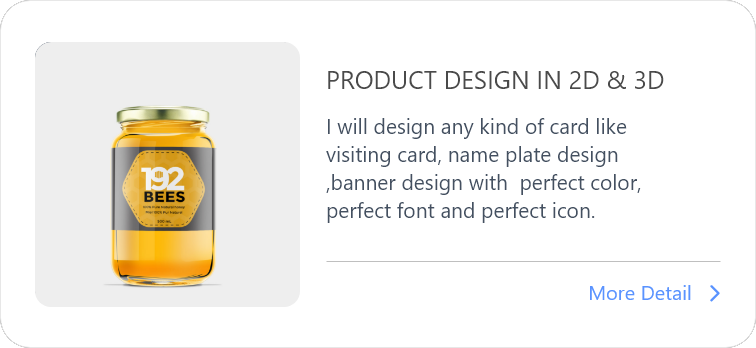 PRODUCT DESIGN IN 2D & 3D
I will design any kind of card like
visiting card, name plate design
,banner design with  perfect color,
perfect font and perfect icon.
More Detail
192
BEES